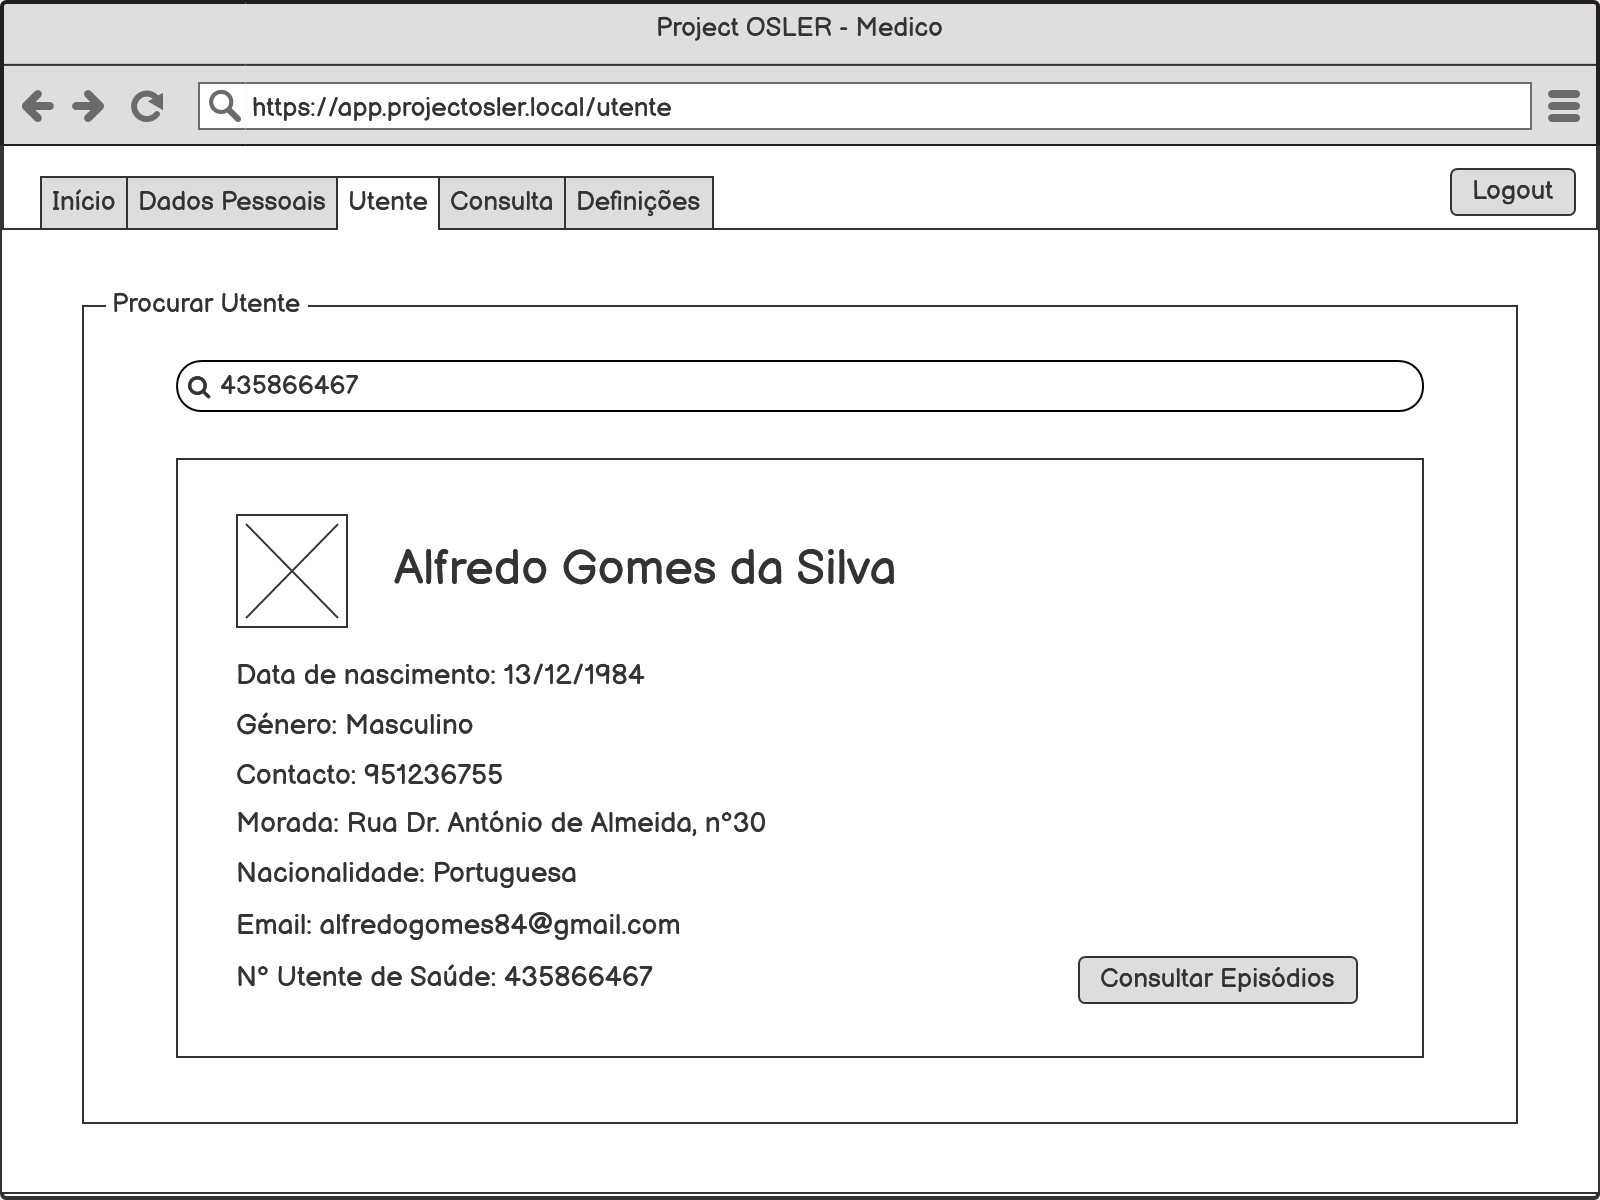 Project OSLER - Medico
https://app.projectosler.local/utente
Início Dados Pessoais Utente Consulta Definições Logout
Procurar Utente
435866467
Alfredo Gomes da Silva
Data de nascimento: 13/12/1984
Género: Masculino
Contacto: 951236755
Morada: Rua Dr. António de Almeida, nº30
Nacionalidade: Portuguesa
Email: alfredogomes84@gmail.com
Nº Utente de Saúde: 435866467
Consultar Episódios